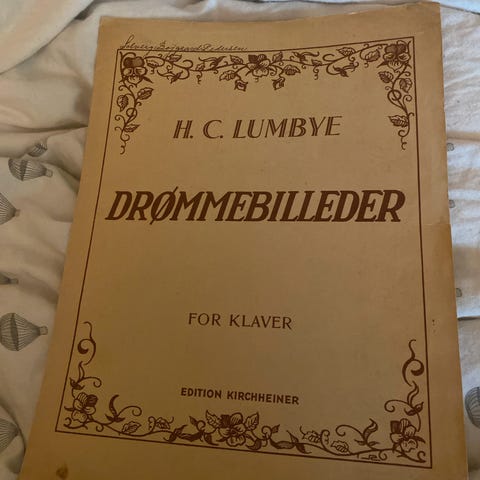 H. C. LUMBYE
DRØMMEBILLEDER
FOR KLAVER
EDITION KIRCHHEINER